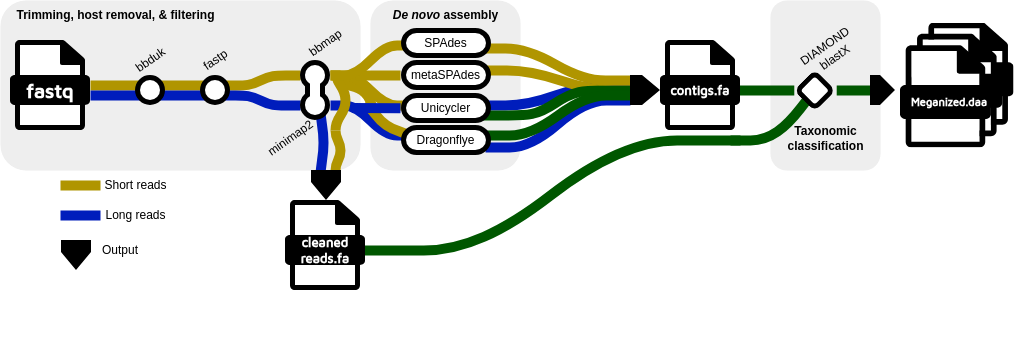 Trimming, host removal, & filtering
De novo assembly
fastq
bbduk
fastp
bbmap
minimap2
SPAdes
metaSPAdes
Unicycler
Dragonflye
contigs.fa
DIAMOND
blastX
Taxonomic
classification
Meganized.daa
Short reads
Long reads
Output
cleaned
reads.fa